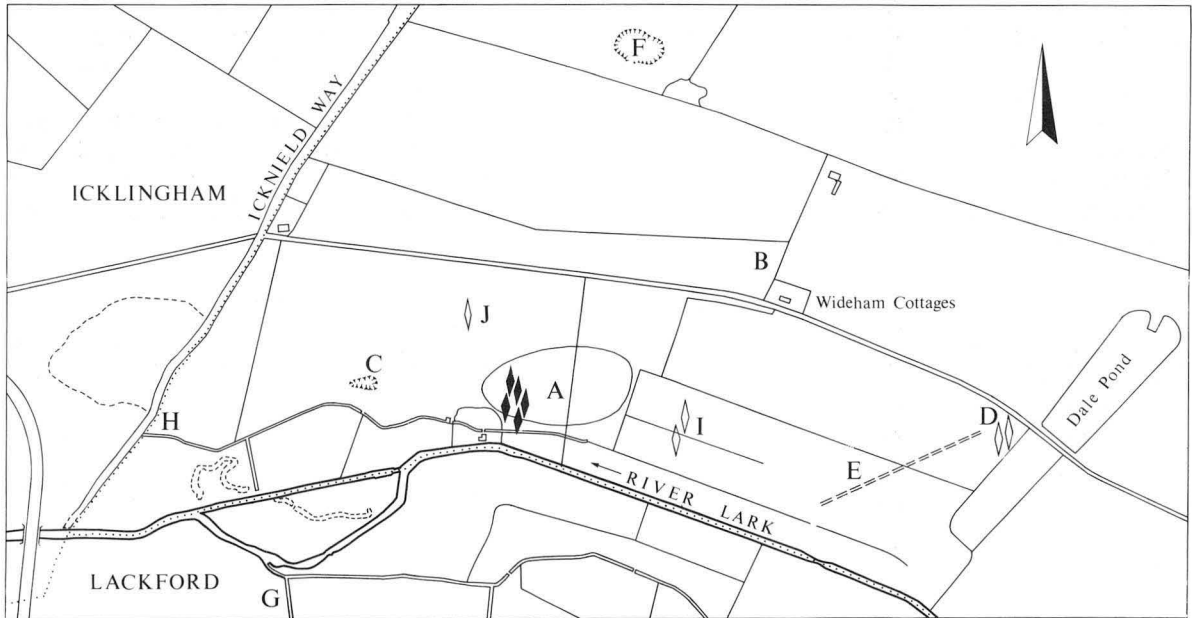 F
ICKNIELD WAY
ICKLINGHAM
B
Wideham Cottages
J
C
A
Dale Pond
H
I
D
E
RIVER LARK
LACKFORD
G